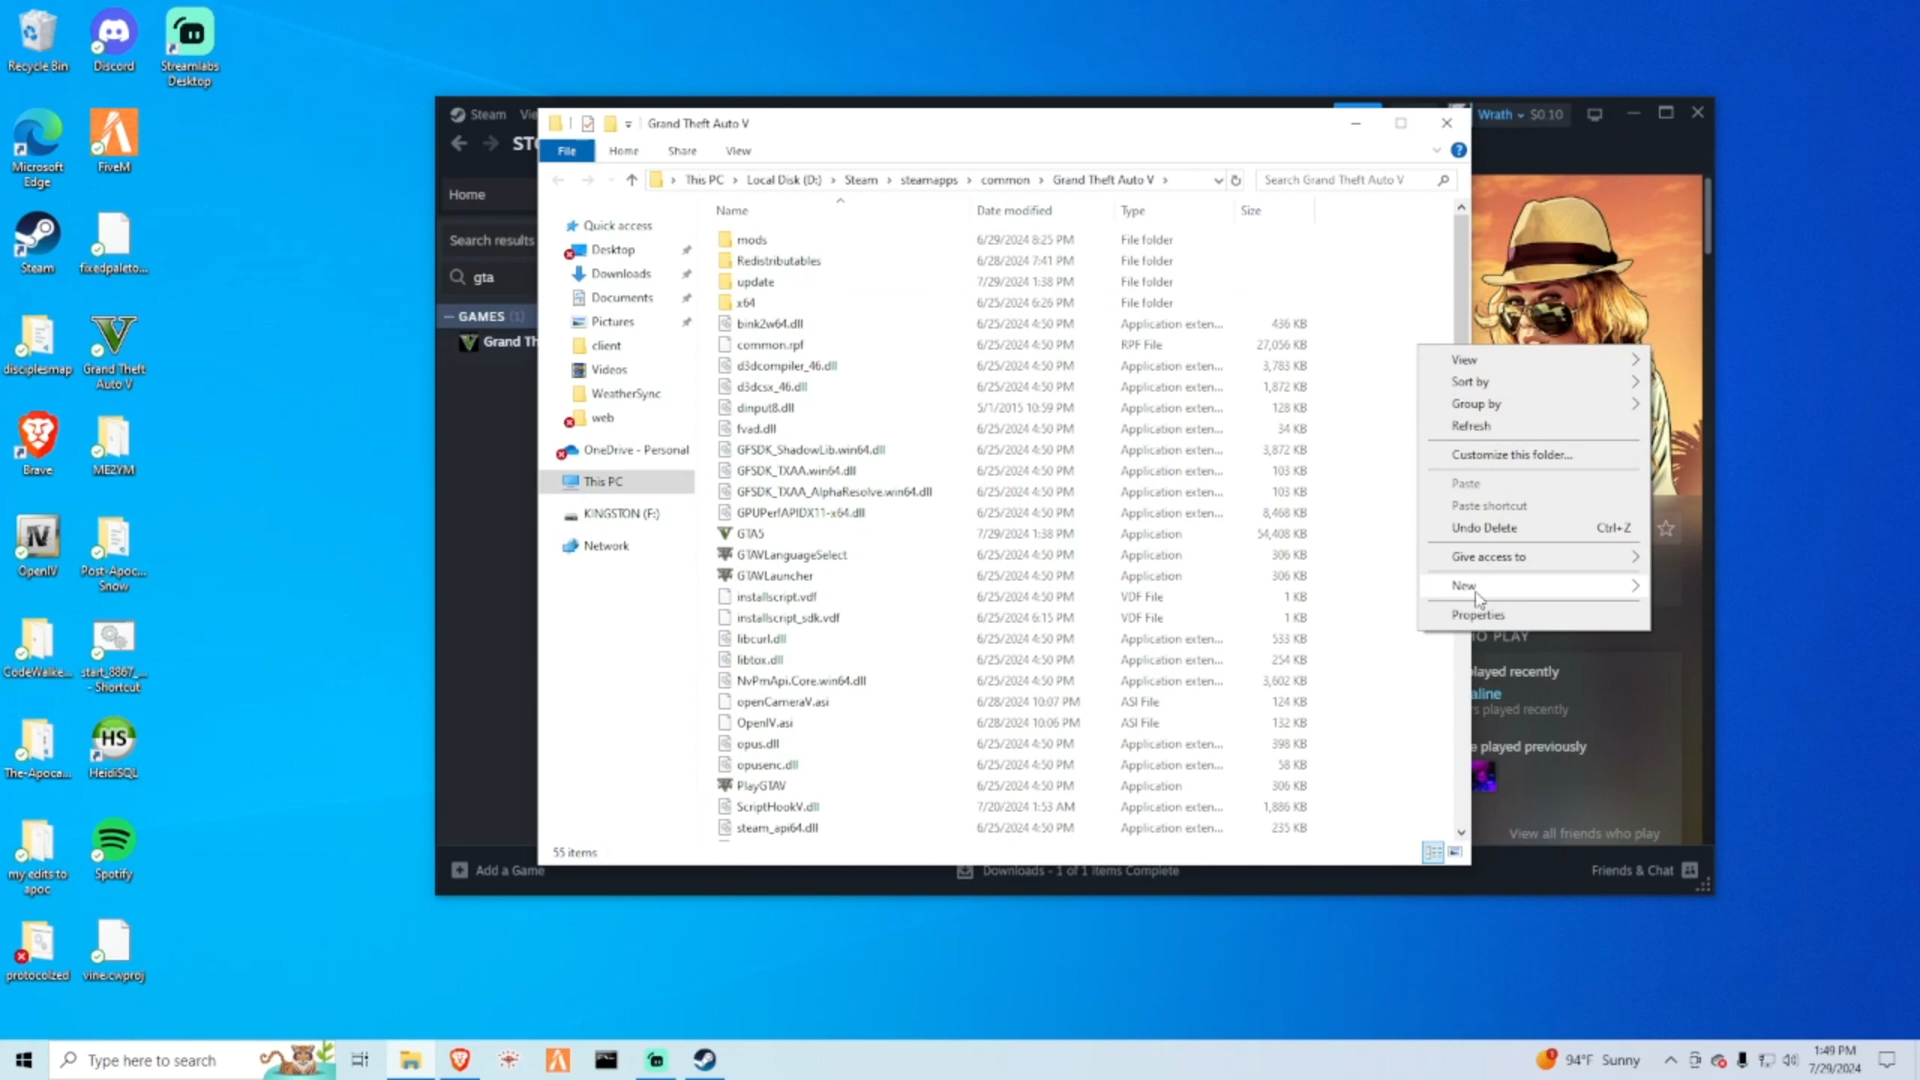 Recycle Bin
Discord
Streamlabs
Desktop
Microsoft
Edge
FiveM
Steam
fixedpaleto...
disciplesmap
Grand Theft
Auto V
Brave
ME2YM
OpenIV
Post-Apoc...
Snow
CodeWalke...
start_8867_...
- Shortcut
The-Apoca...
HS
HeidiSQL
my edits to
apoc
Spotify
protocolzed
vine.cwproj
Steam
Wrath
$0.10
Home
Search results
gta
GAMES (1)
Grand Th
Grand Theft Auto V
File
Home
Share
View
This PC
Local Disk (D:)
Steam
steamapps
common
Grand Theft Auto V
Search Grand Theft Auto V
Name
Date modified
Type
Size
Quick access
Desktop
Downloads
Documents
Pictures
client
Videos
WeatherSync
web
OneDrive - Personal
This PC
KINGSTON (F:)
Network
mods 6/29/2024 8:25 PM File folder
Redistributables 6/28/2024 7:41 PM File folder
update 7/29/2024 1:38 PM File folder
x64 6/25/2024 6:26 PM File folder
bink2w64.dll 6/25/2024 4:50 PM Application exten... 436 KB
common.rpf 6/25/2024 4:50 PM RPF File 27,056 KB
d3dcompiler_46.dll 6/25/2024 4:50 PM Application exten... 3,783 KB
d3dcsx_46.dll 6/25/2024 4:50 PM Application exten... 1,872 KB
dinput8.dll 5/1/2015 10:59 PM Application exten... 128 KB
fvad.dll 6/25/2024 4:50 PM Application exten... 34 KB
GFSDK_ShadowLib.win64.dll 6/25/2024 4:50 PM Application exten... 3,872 KB
GFSDK_TXAA.win64.dll 6/25/2024 4:50 PM Application exten... 103 KB
GFSDK_TXAA_AlphaResolve.win64.dll 6/25/2024 4:50 PM Application exten... 103 KB
GPUPerfAPIDX11-x64.dll 6/25/2024 4:50 PM Application exten... 8,468 KB
GTA5 7/29/2024 1:38 PM Application 54,408 KB
GTAVLanguageSelect 6/25/2024 4:50 PM Application 306 KB
GTAVLauncher 6/25/2024 4:50 PM Application 306 KB
installscript.vdf 6/25/2024 4:50 PM VDF File 1 KB
installscript_sdk.vdf 6/25/2024 6:15 PM VDF File 1 KB
libcurl.dll 6/25/2024 4:50 PM Application exten... 533 KB
libtox.dll 6/25/2024 4:50 PM Application exten... 254 KB
NvPmApi.Core.win64.dll 6/25/2024 4:50 PM Application exten... 3,602 KB
openCameraV.asi 6/28/2024 10:07 PM ASI File 124 KB
OpenIV.asi 6/28/2024 10:06 PM ASI File 132 KB
opus.dll 6/25/2024 4:50 PM Application exten... 398 KB
opusenc.dll 6/25/2024 4:50 PM Application exten... 58 KB
PlayGTAV 6/25/2024 4:50 PM Application 306 KB
ScriptHookV.dll 7/20/2024 1:53 AM Application exten... 1,886 KB
steam_api64.dll 6/25/2024 4:50 PM Application exten... 235 KB
55 items
View
Sort by
Group by
Refresh
Customize this folder...
Paste
Paste shortcut
Undo Delete Ctrl+Z
Give access to
New
Properties
HO PLAY
played recently
aline
rs played recently
e played previously
View all friends who play
Add a Game
Downloads - 1 of 1 Items Complete
Friends & Chat
Type here to search
94°F Sunny
1:49 PM
7/29/2024